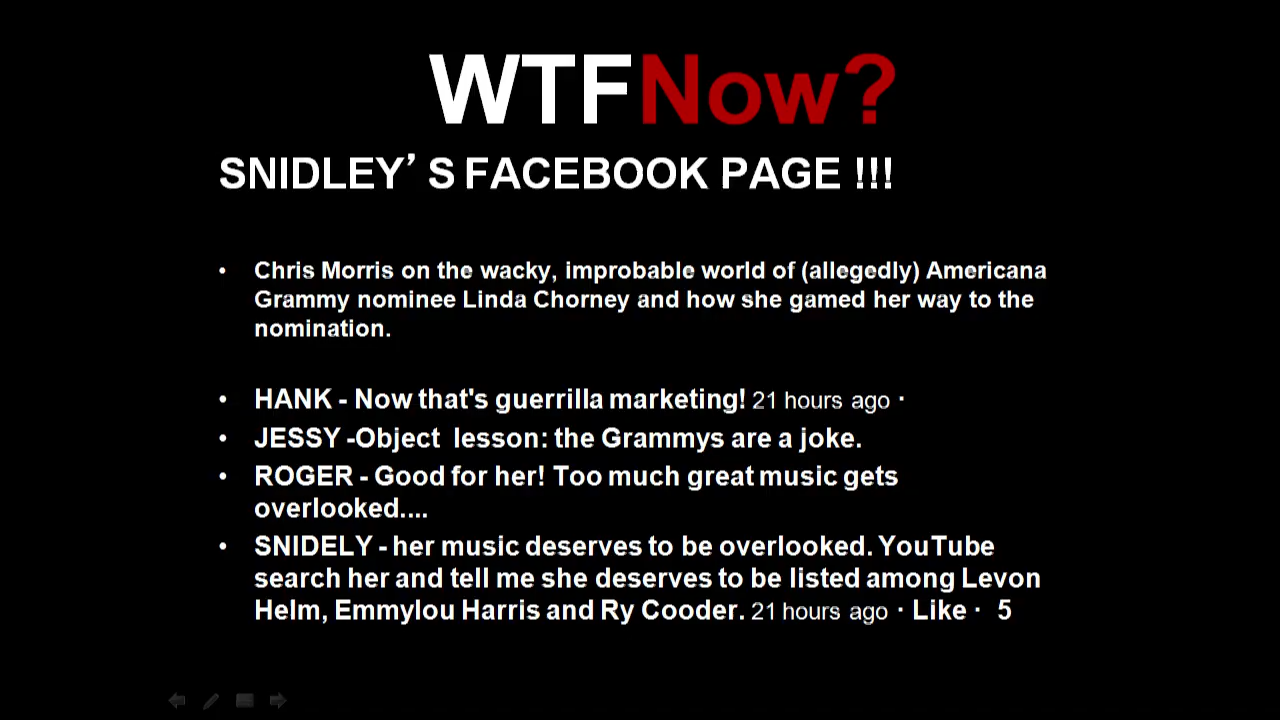 WTFNow?
SNIDLEY’S FACEBOOK PAGE !!!
• Chris Morris on the wacky, improbable world of (allegedly) Americana
Grammy nominee Linda Chorney and how she gamed her way to the
nomination.
• HANK - Now that's guerrilla marketing! 21 hours ago ·
• JESSY -Object lesson: the Grammys are a joke.
• ROGER - Good for her! Too much great music gets
overlooked....
• SNIDELY - her music deserves to be overlooked. YouTube
search her and tell me she deserves to be listed among Levon
Helm, Emmylou Harris and Ry Cooder. 21 hours ago · Like · 5